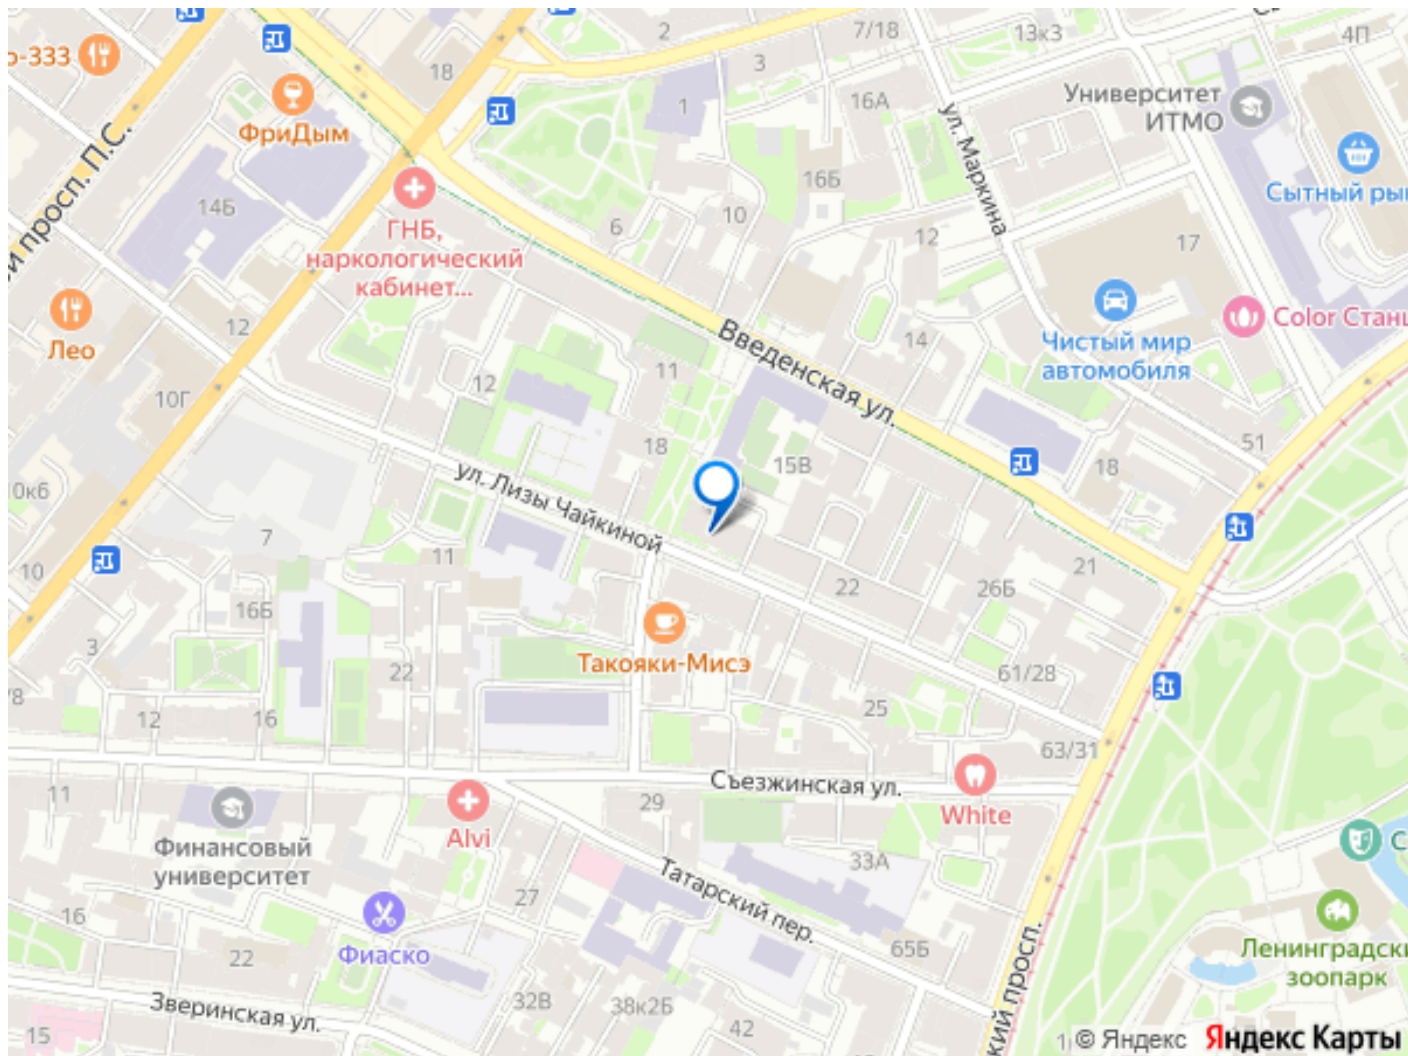 о-333
18
2
3
7/18
13к3
4П
ФриДым
1
16А
ул. Маркина
Университет
ИТМО
Сытный ры
просп. П.С.
14Б
ГНБ,
наркологический
кабинет...
16Б
10
6
12
17
Лео
12
10Г
12
11
Введенская ул.
14
Чистый мир
автомобиля
Color Стан
18
15В
18
51
10к6
ул. Лизы Чайкиной
7
11
10
16Б
22
26Б
21
3
Такояки-Мисэ
22
61/28
/8
12
16
25
63/31
Съезжинская ул.
11
29
White
Alvi
Финансовый
университет
33А
Татарский пер.
27
16
Фиаско
65Б
С
Ленинградск
зоопарк
22
Зверинская ул.
32В
38к2Б
42
15
кий просп.
© Яндекс
Яндекс Карты